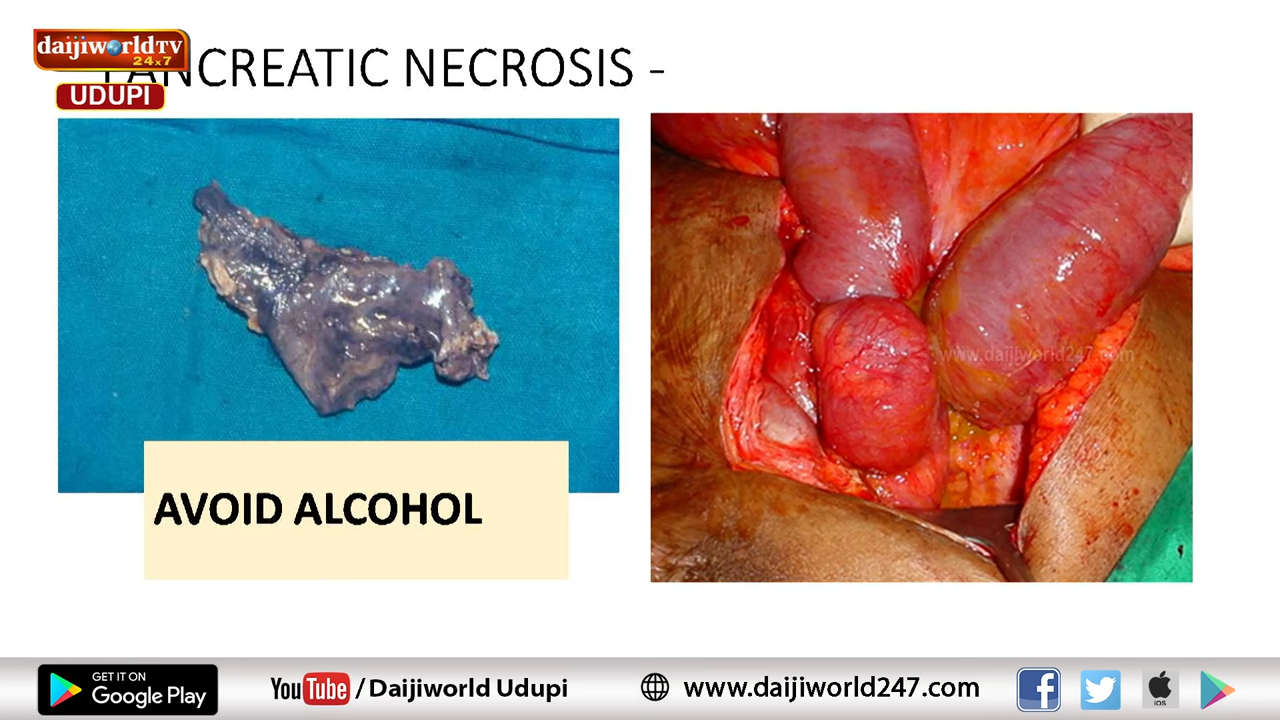 daijiworldTV
24x7
UDUPI
PANCREATIC NECROSIS -
www.daijiworld247.com
AVOID ALCOHOL
GET IT ON
Google Play
YouTube / Daijiworld Udupi
www.daijiworld247.com
iOS